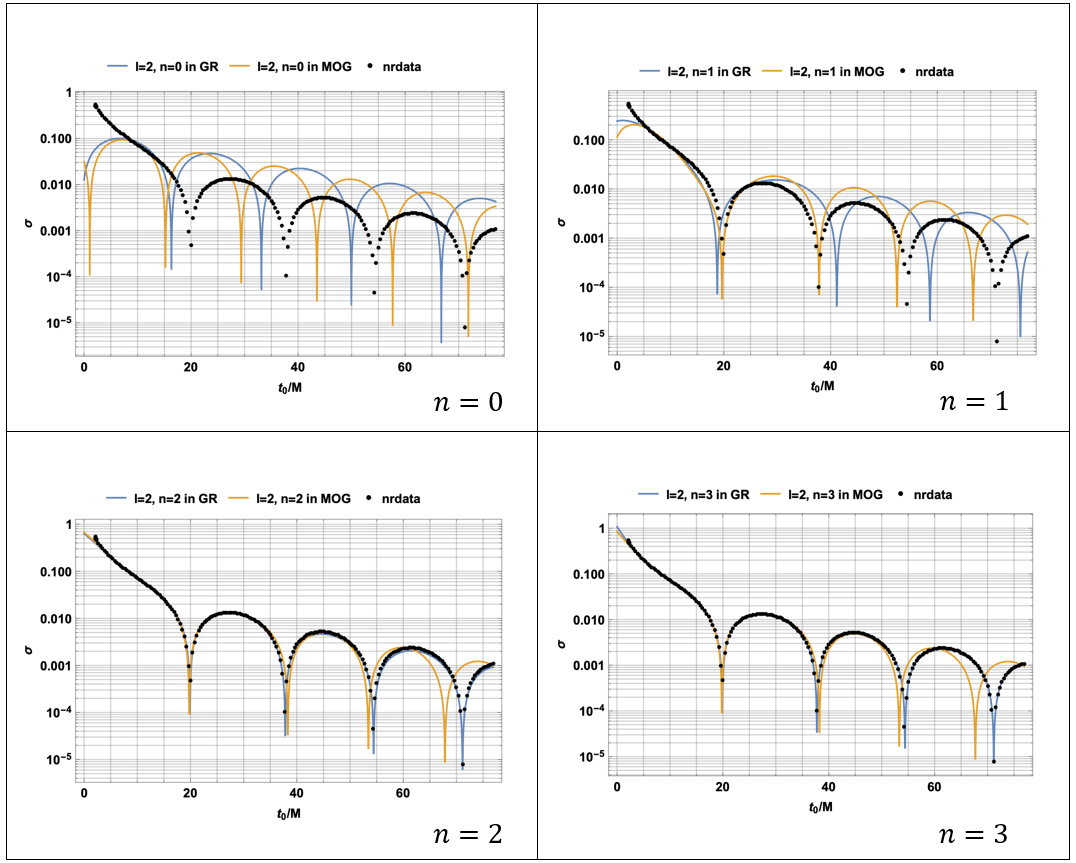 l=2, n=0 in GR l=2, n=0 in MOG nrdata
1
0.100
0.010
0.001
10⁻⁴
10⁻⁵
σ
0 20 40 60
t₀/M
n = 0
l=2, n=1 in GR l=2, n=1 in MOG nrdata
0.100
0.010
0.001
10⁻⁴
10⁻⁵
σ
0 20 40 60
t₀/M
n = 1
l=2, n=2 in GR l=2, n=2 in MOG nrdata
1
0.100
0.010
0.001
10⁻⁴
10⁻⁵
σ
0 20 40 60
t₀/M
n = 2
l=2, n=3 in GR l=2, n=3 in MOG nrdata
1
0.100
0.010
0.001
10⁻⁴
10⁻⁵
σ
0 20 40 60
t₀/M
n = 3